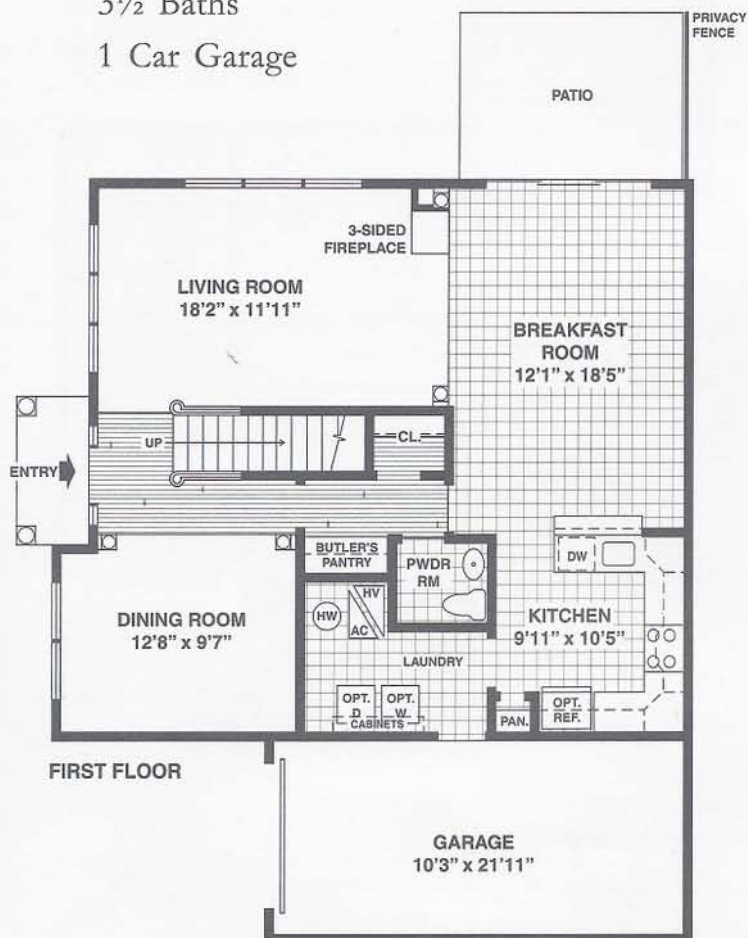 3½ Baths
1 Car Garage
PRIVACY
FENCE
PATIO
3-SIDED
FIREPLACE
LIVING ROOM
18'2" x 11'11"
BREAKFAST
ROOM
12'1" x 18'5"
UP
CL.
ENTRY
BUTLER'S
PANTRY
PWDR
RM
DW
HV
HW
AC
DINING ROOM
12'8" x 9'7"
KITCHEN
9'11" x 10'5"
LAUNDRY
OPT.
D
OPT.
W
CABINETS
PAN.
OPT.
REF.
FIRST FLOOR
GARAGE
10'3" x 21'11"